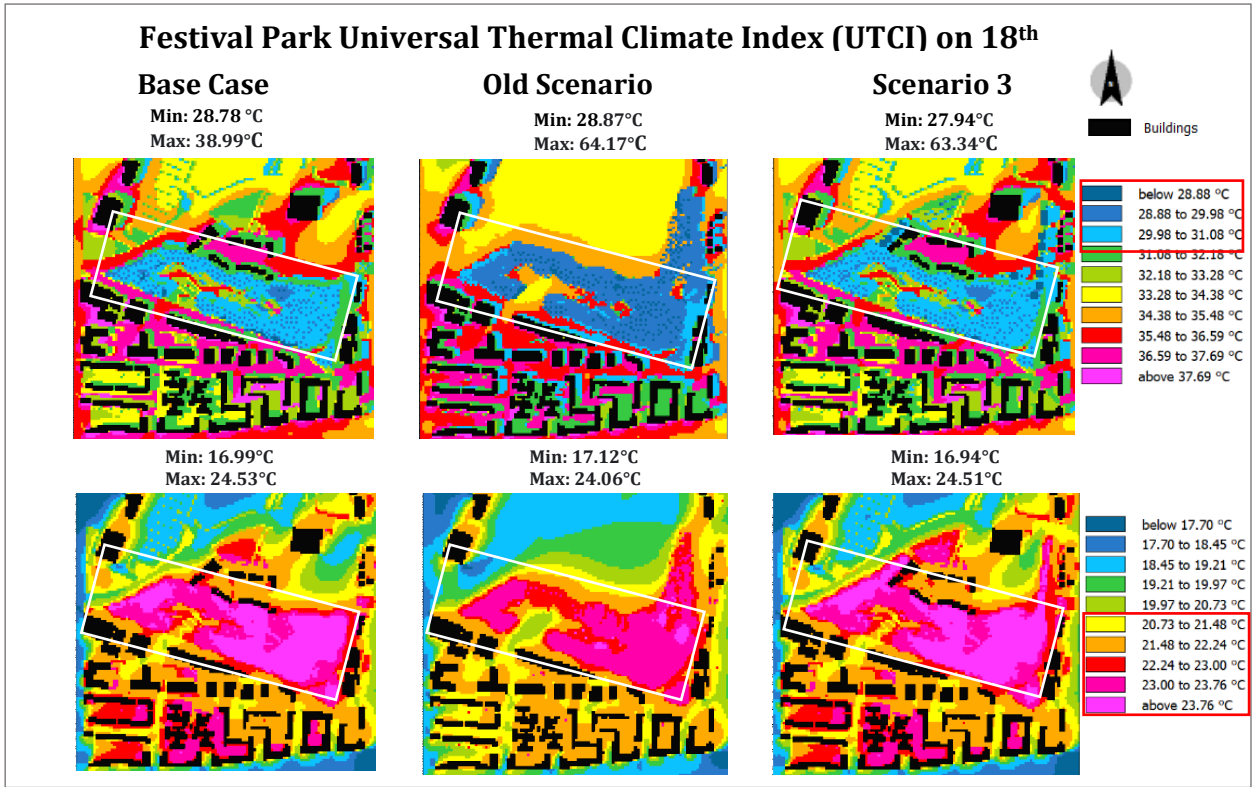 Festival Park Universal Thermal Climate Index (UTCI) on 18th
Base Case
Min: 28.78 °C
Max: 38.99°C
Old Scenario
Min: 28.87°C
Max: 64.17°C
Scenario 3
Min: 27.94°C
Max: 63.34°C
Buildings
below 28.88 °C
28.88 to 29.98 °C
29.98 to 31.08 °C
31.08 to 32.18 °C
32.18 to 33.28 °C
33.28 to 34.38 °C
34.38 to 35.48 °C
35.48 to 36.59 °C
36.59 to 37.69 °C
above 37.69 °C
Min: 16.99°C
Max: 24.53°C
Min: 17.12°C
Max: 24.06°C
Min: 16.94°C
Max: 24.51°C
below 17.70 °C
17.70 to 18.45 °C
18.45 to 19.21 °C
19.21 to 19.97 °C
19.97 to 20.73 °C
20.73 to 21.48 °C
21.48 to 22.24 °C
22.24 to 23.00 °C
23.00 to 23.76 °C
above 23.76 °C